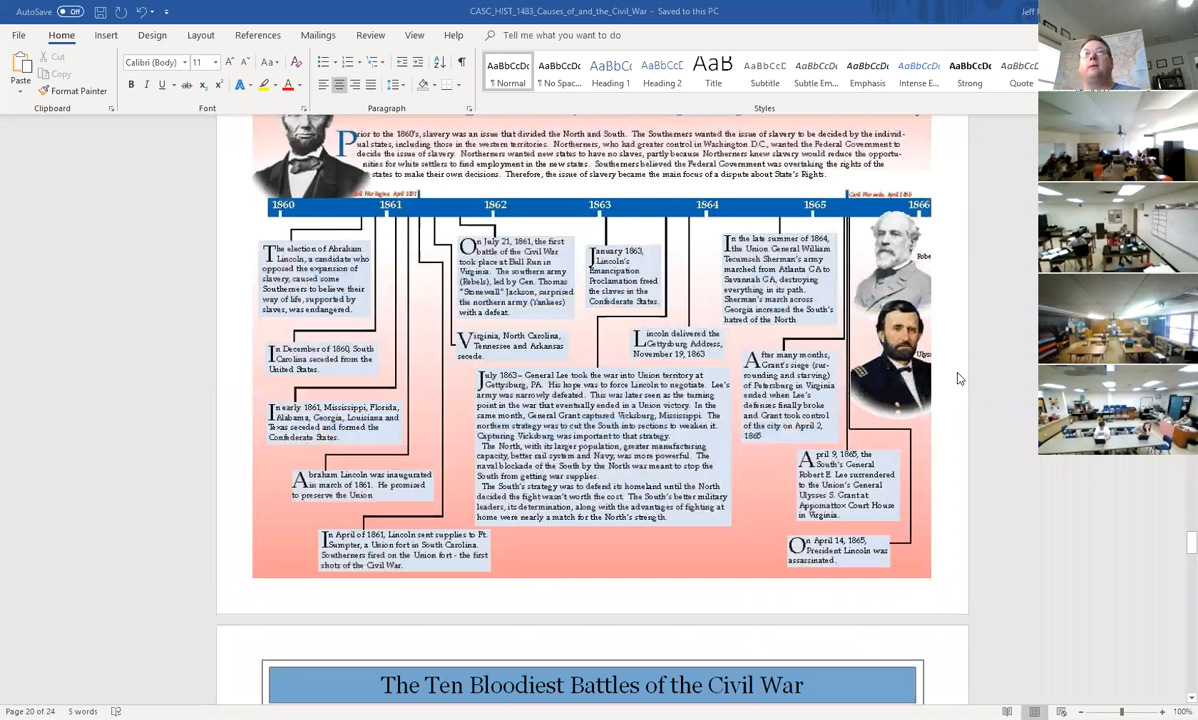 AutoSave Off
CASC_HIST_1483_Causes_of_and_the_Civil_War - Saved to this PC
Jeff
File Home Insert Design Layout References Mailings Review View Help Tell me what you want to do
Paste
Cut
Copy
Format Painter
Clipboard
Calibri (Body) 11
Font
Paragraph
AaBbCcDc AaBbCcDc AaBbCc AaBbCcD AaB AaBbCcD AaBbCcDc AaBbCcDc AaBbCcDc AaBbCcDc AaBbCcDc
¶ Normal ¶ No Spac... Heading 1 Heading 2 Title Subtitle Subtle Em... Emphasis Intense E... Strong Quote
Styles
Prior to the 1860's, slavery was an issue that divided the North and South. The Southerners wanted the issue of slavery to be decided by the individ-
ual states, including those in the western territories. Northerners, who had greater control in Washington D.C., wanted the Federal Government to
decide the issue of slavery. Northerners wanted new states to have no slaves, partly because Northerners knew slavery would reduce the opportu-
nities for white settlers to find employment in the new states. Southerners believed the Federal Government was overtaking the rights of the
states to make their own decisions. Therefore, the issue of slavery became the main focus of a dispute about State's Rights.
Civil War ends, April 1865
1860 1861 1862 1863 1864 1865 1866
The election of Abraham
Lincoln, a candidate who
opposed the expansion of
slavery, caused some
Southerners to believe their
way of life, supported by
slaves, was endangered.
In December of 1860, South
Carolina seceded from the
United States.
In early 1861, Mississippi, Florida,
Alabama, Georgia, Louisiana and
Texas seceded and formed the
Confederate States.
Abraham Lincoln was inaugurated
in march of 1861. He promised
to preserve the Union
In April of 1861, Lincoln sent supplies to Ft.
Sumpter, a Union fort in South Carolina.
Southerners fired on the Union fort - the first
shots of the Civil War.
On July 21, 1861, the first
battle of the Civil War
took place at Bull Run in
Virginia. The southern army
(Rebels), led by Gen. Thomas
"Stonewall" Jackson, surprised
the northern army (Yankees)
with a defeat.
Virginia, North Carolina,
Tennessee and Arkansas
secede.
January 1863,
Lincoln's
Emancipation
Proclamation freed
the slaves in the
Confederate States.
Lincoln delivered the
Gettysburg Address,
November 19, 1863
July 1863– General Lee took the war into Union territory at
Gettysburg, PA. His hope was to force Lincoln to negotiate. Lee's
army was narrowly defeated. This was later seen as the turning
point in the war that eventually ended in a Union victory. In the
same month, General Grant captured Vicksburg, Mississippi. The
northern strategy was to cut the South into sections to weaken it.
Capturing Vicksburg was important to that strategy.
The North, with its larger population, greater manufacturing
capacity, better rail system and Navy, was more powerful. The
naval blockade of the South by the North was meant to stop the
South from getting war supplies.
The South's strategy was to defend its homeland until the North
decided the fight wasn't worth the cost. The South's better military
leaders, its determination, along with the advantages of fighting at
home were nearly a match for the North's strength.
In the late summer of 1864,
the Union General William
Tecumseh Sherman's army
marched from Atlanta GA to
Savannah GA, destroying
everything in its path.
Sherman's march across
Georgia increased the South's
hatred of the North
After many months,
Grant's siege (sur-
rounding and starving)
of Petersburg in Virginia
ended when Lee's
defenses finally broke
and Grant took control
of the city on April 2,
1865
April 9, 1865, the
South's General
Robert E. Lee surrendered
to the Union's General
Ulysses S. Grant at
Appomattox Court House
in Virginia.
On April 14, 1865,
President Lincoln was
assassinated.
Robe
Ulys
The Ten Bloodiest Battles of the Civil War
Page 20 of 24 5 words
100%